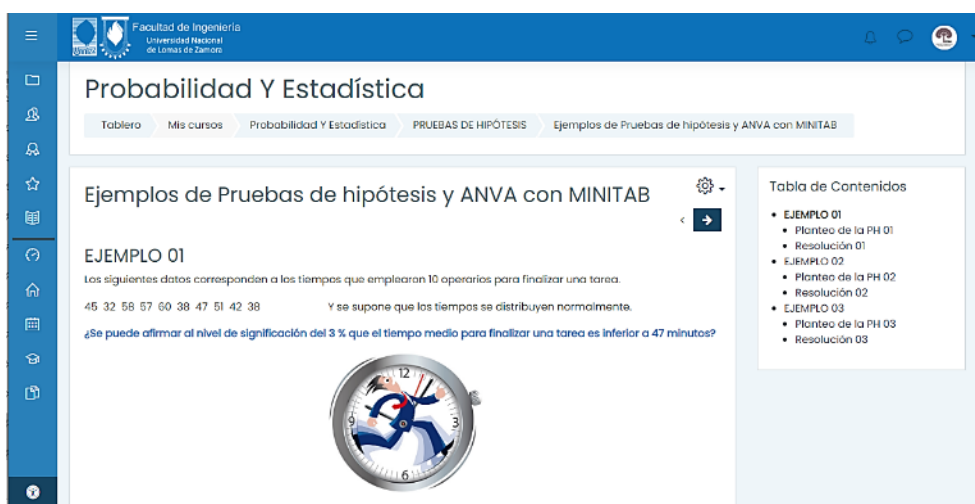 Facultad de Ingeniería
Universidad Nacional
de Lomas de Zamora
Probabilidad Y Estadística
Tablero Mis cursos Probabilidad Y Estadística PRUEBAS DE HIPÓTESIS Ejemplos de Pruebas de hipótesis y ANVA con MINITAB
Ejemplos de Pruebas de hipótesis y ANVA con MINITAB
EJEMPLO 01
Los siguientes datos corresponden a los tiempos que emplearon 10 operarios para finalizar una tarea.
45 32 58 57 60 38 47 51 42 38 Y se supone que los tiempos se distribuyen normalmente.
¿Se puede afirmar al nivel de significación del 3 % que el tiempo medio para finalizar una tarea es inferior a 47 minutos?
12
3
6
9
Tabla de Contenidos
EJEMPLO 01
Planteo de la PH 01
Resolución 01
EJEMPLO 02
Planteo de la PH 02
Resolución 02
EJEMPLO 03
Planteo de la PH 03
Resolución 03